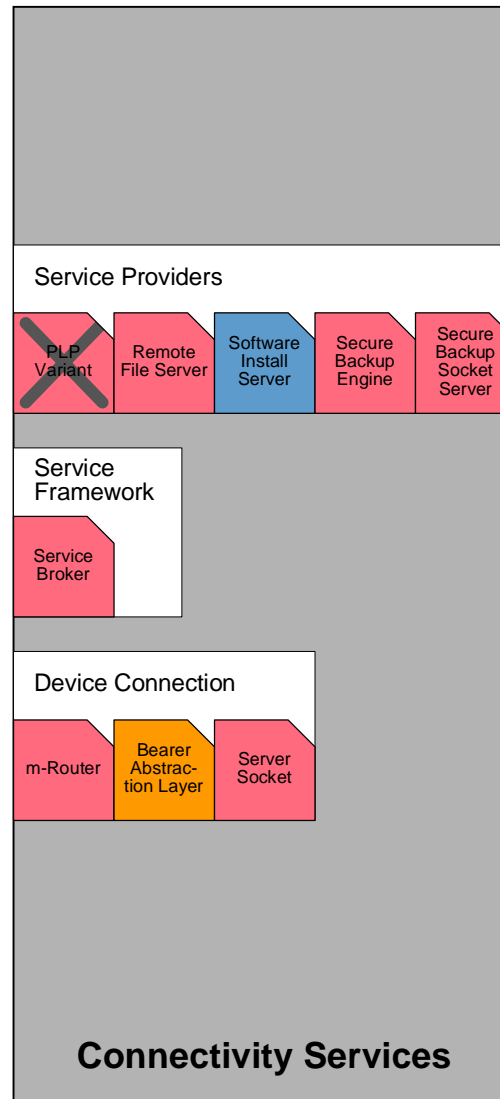 Service Providers
PLP
Variant
Remote
File Server
Software
Install
Server
Secure
Backup
Engine
Secure
Backup
Socket
Server
Service
Framework
Service
Broker
Device Connection
m-Router
Bearer
Abstrac-
tion Layer
Server
Socket
Connectivity Services